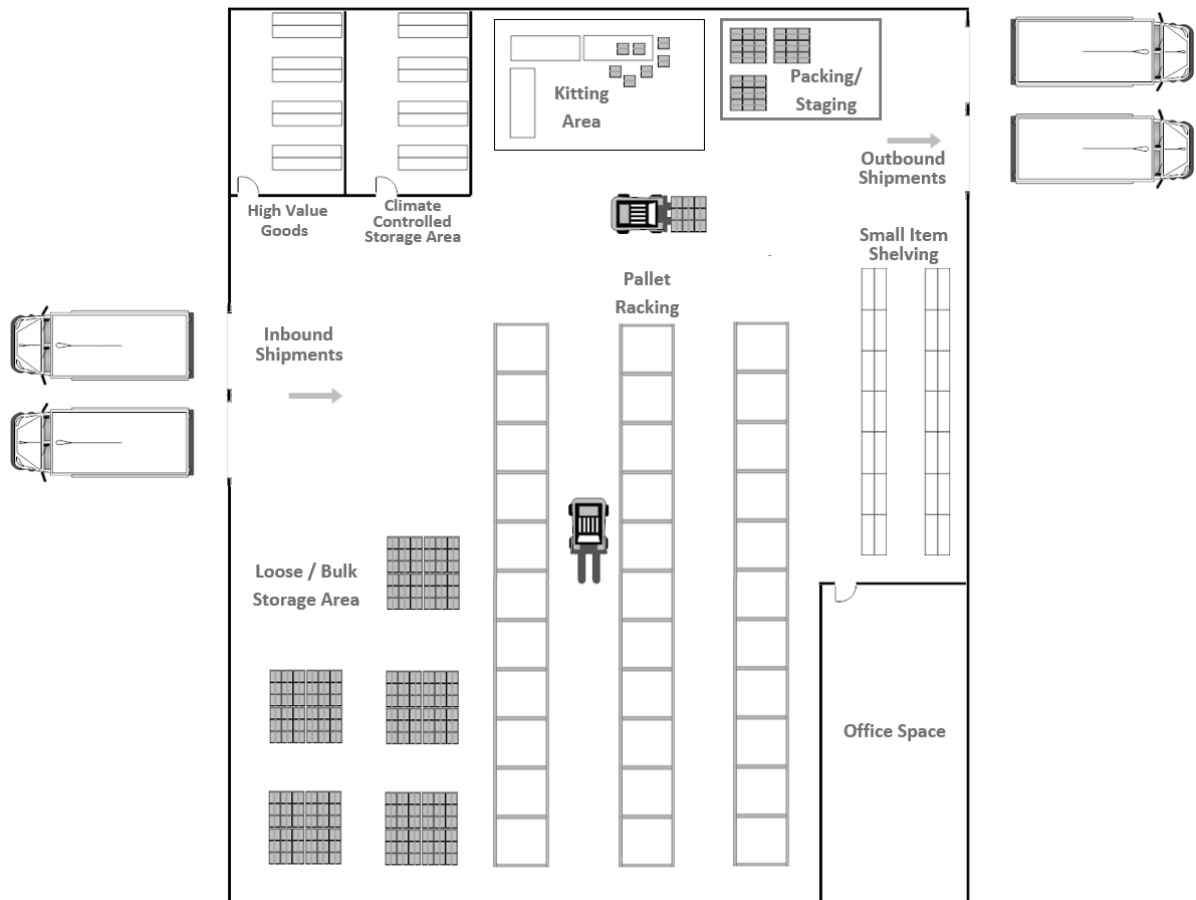 Kitting
Area
Packing/
Staging
Outbound
Shipments
High Value
Goods
Climate
Controlled
Storage Area
Small Item
Shelving
Pallet
Racking
Inbound
Shipments
Loose / Bulk
Storage Area
Office Space